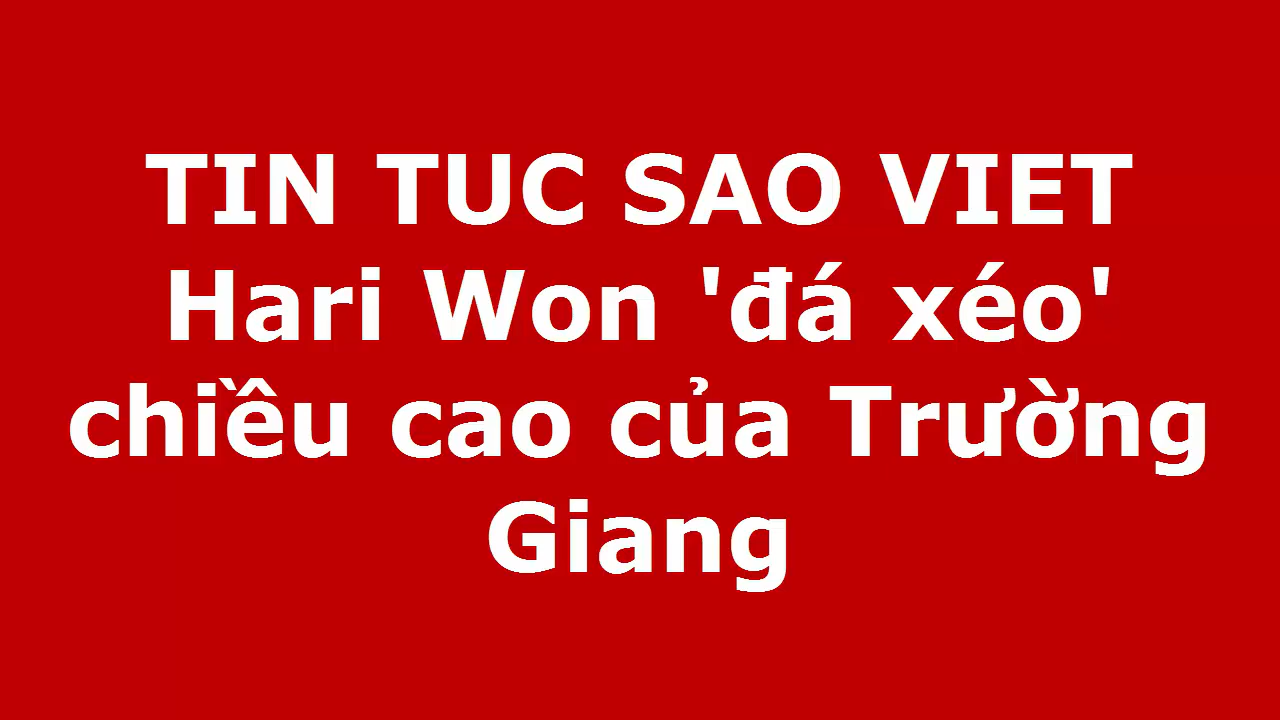 TIN TUC SAO VIET
Hari Won 'đá xéo'
chiều cao của Trường
Giang